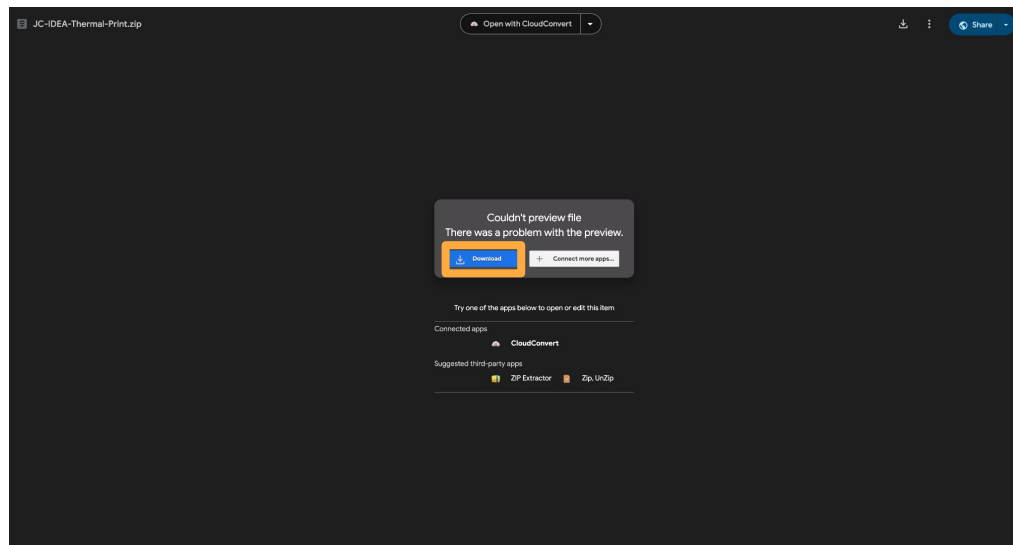 JC-IDEA-Thermal-Print.zip
Open with CloudConvert
Share
Couldn't preview file
There was a problem with the preview.
Download
Connect more apps...
Try one of the apps below to open or edit this item
Connected apps
CloudConvert
Suggested third-party apps
ZIP Extractor
Zip, UnZip